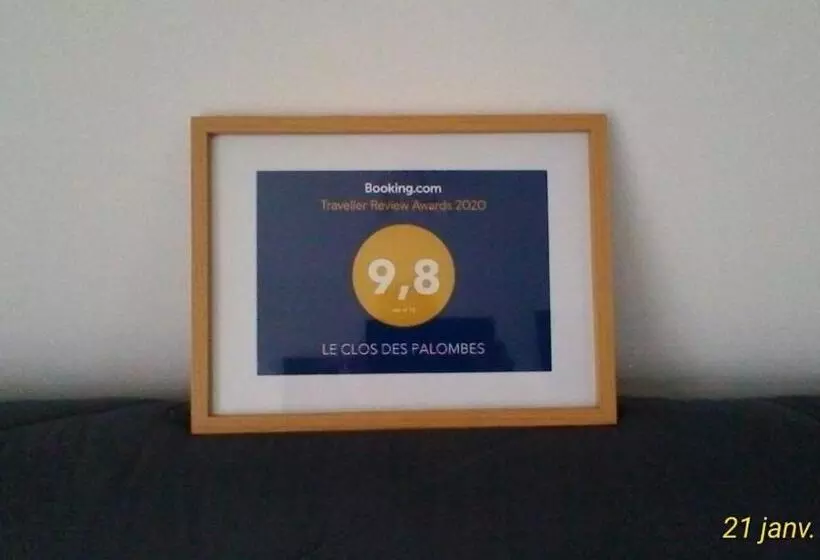 Booking.com
Traveller Review Awards 2020
9,8
LE CLOS DES PALOMBES
21 janv.